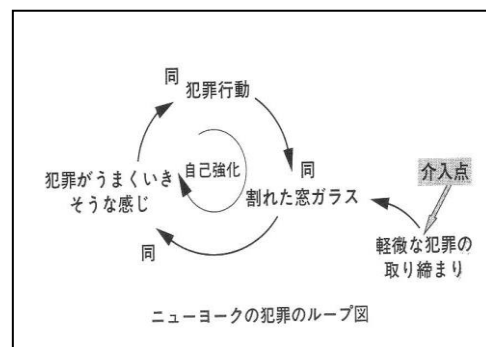 同
犯罪行動
自己強化
同
割れた窓ガラス
犯罪がうまくいき
そうな感じ
同
介入点
軽微な犯罪の
取り締まり
ニューヨークの犯罪のループ図